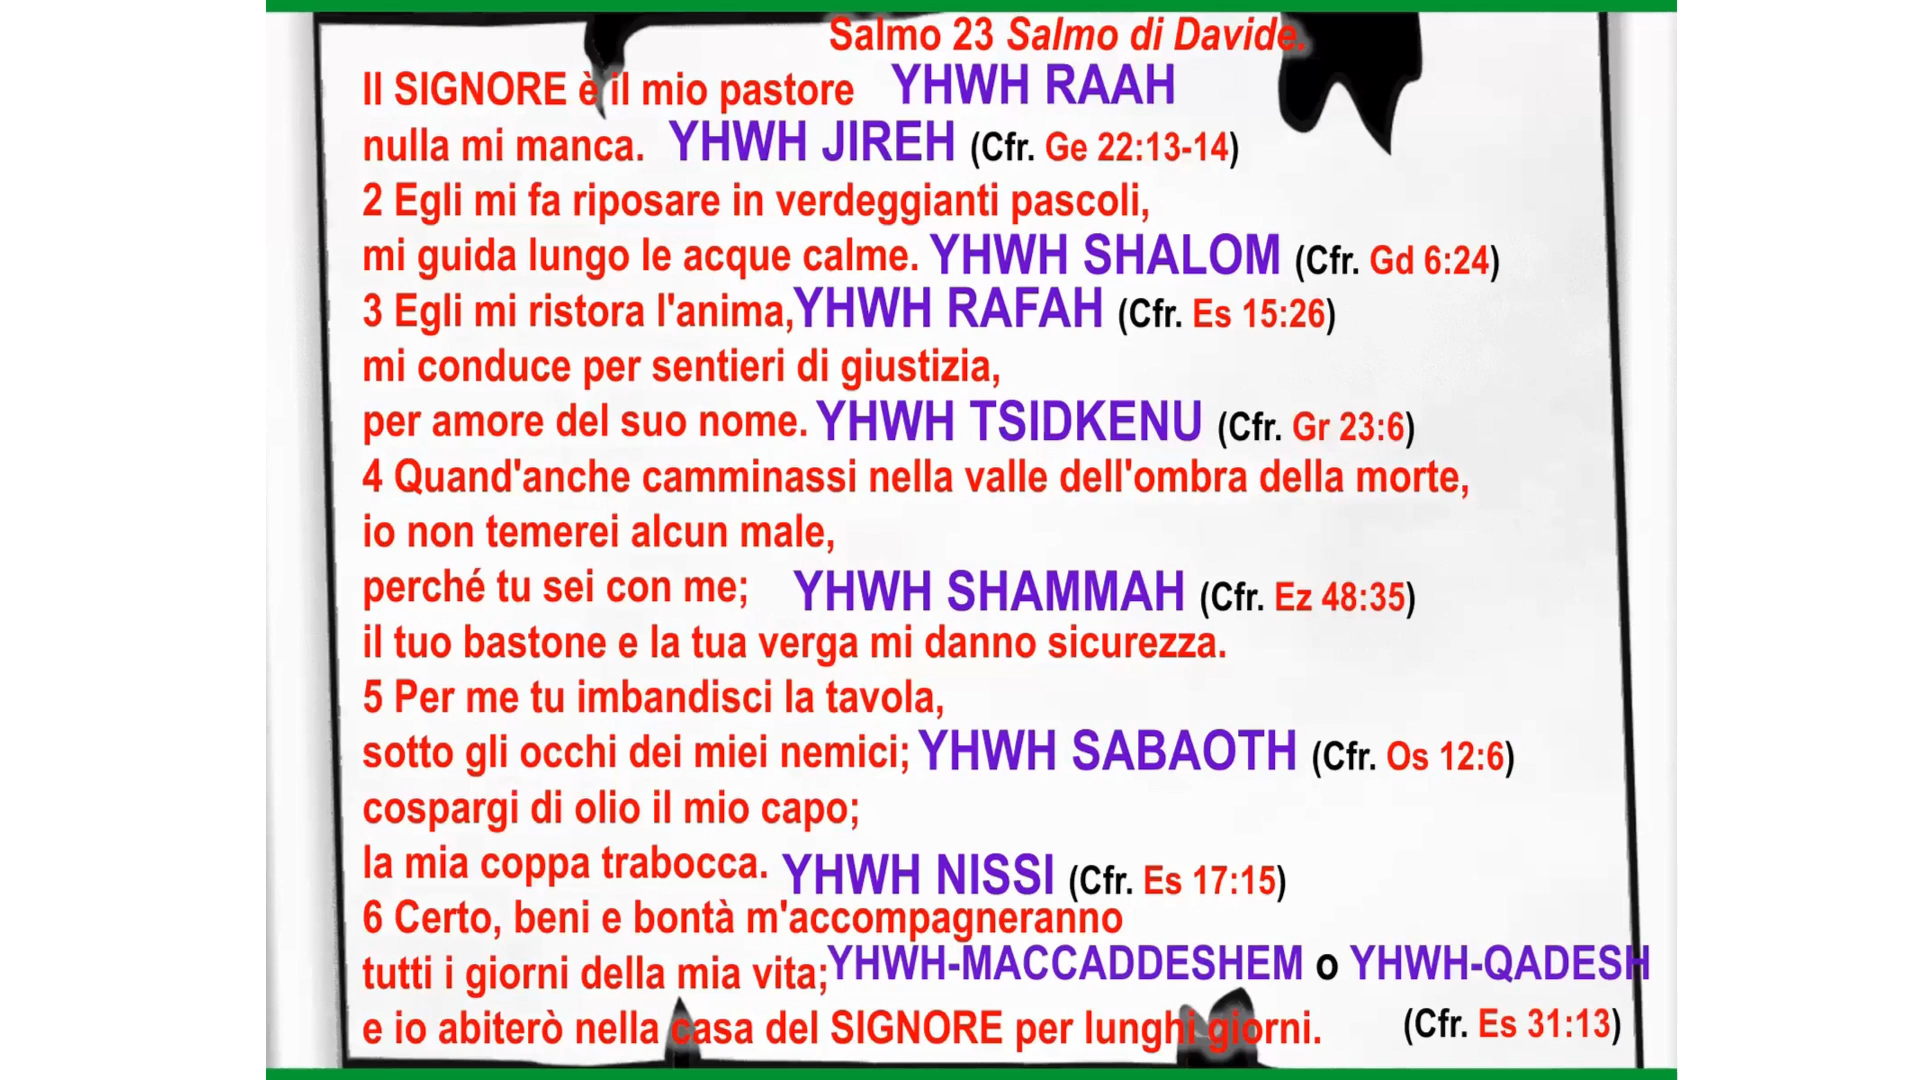 Salmo 23 Salmo di Davide.
Il SIGNORE è il mio pastore YHWH RAAH
nulla mi manca. YHWH JIREH (Cfr. Ge 22:13-14)
2 Egli mi fa riposare in verdeggianti pascoli,
mi guida lungo le acque calme. YHWH SHALOM (Cfr. Gd 6:24)
3 Egli mi ristora l'anima, YHWH RAFAH (Cfr. Es 15:26)
mi conduce per sentieri di giustizia,
per amore del suo nome. YHWH TSIDKENU (Cfr. Gr 23:6)
4 Quand'anche camminassi nella valle dell'ombra della morte,
io non temerei alcun male,
perché tu sei con me; YHWH SHAMMAH (Cfr. Ez 48:35)
il tuo bastone e la tua verga mi danno sicurezza.
5 Per me tu imbandisci la tavola,
sotto gli occhi dei miei nemici; YHWH SABAOTH (Cfr. Os 12:6)
cospargi di olio il mio capo;
la mia coppa trabocca. YHWH NISSI (Cfr. Es 17:15)
6 Certo, beni e bontà m'accompagneranno
tutti i giorni della mia vita; YHWH-MACCADDESHEM o YHWH-QADESH
e io abiterò nella casa del SIGNORE per lunghi giorni. (Cfr. Es 31:13)